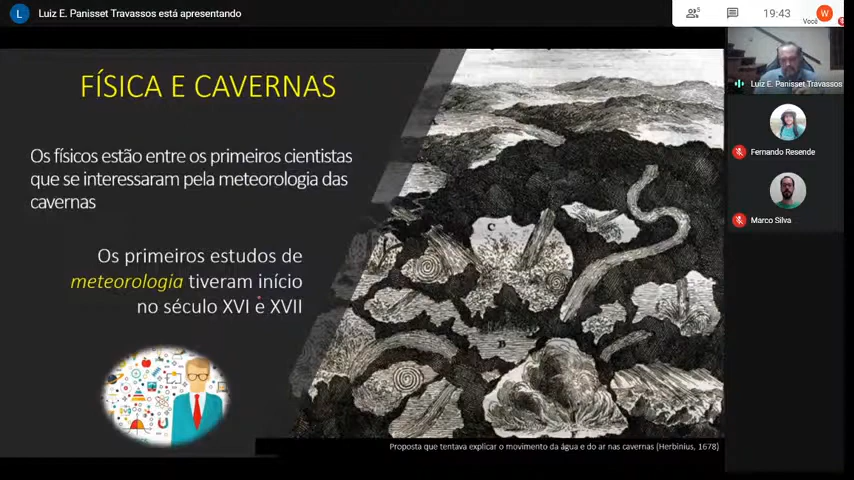 L Luiz E. Panisset Travassos está apresentando
5
19:43
W
Você
FÍSICA E CAVERNAS
Os físicos estão entre os primeiros cientistas
que se interessaram pela meteorologia das
cavernas
Os primeiros estudos de
meteorologia tiveram início
no século XVI e XVII
C
B
Proposta que tentava explicar o movimento da água e do ar nas cavernas (Herbinius, 1678)
Luiz E. Panisset Travassos
Fernando Resende
Marco Silva